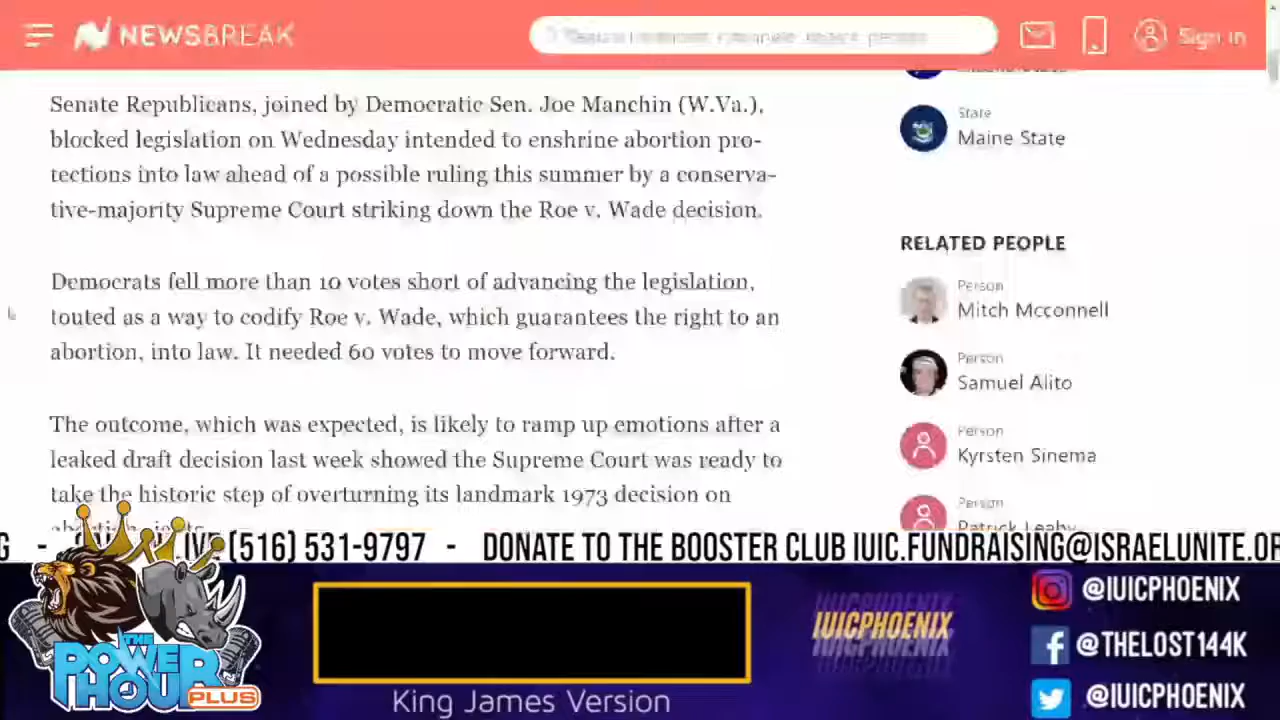 NEWSBREAK
Sign in
Senate Republicans, joined by Democratic Sen. Joe Manchin (W.Va.),
blocked legislation on Wednesday intended to enshrine abortion pro-
tections into law ahead of a possible ruling this summer by a conserva-
tive-majority Supreme Court striking down the Roe v. Wade decision.
Democrats fell more than 10 votes short of advancing the legislation,
touted as a way to codify Roe v. Wade, which guarantees the right to an
abortion, into law. It needed 60 votes to move forward.
The outcome, which was expected, is likely to ramp up emotions after a
leaked draft decision last week showed the Supreme Court was ready to
take the historic step of overturning its landmark 1973 decision on
State
Maine State
RELATED PEOPLE
Person
Mitch Mcconnell
Person
Samuel Alito
Person
Kyrsten Sinema
Person
Patrick Leahy
G - (516) 531-9797 - DONATE TO THE BOOSTER CLUB IUIC.FUNDRAISING@ISRAELUNITE.OR
THE
POWER
HOUR
PLUS
King James Version
IUICPHOENIX
@IUICPHOENIX
@THELOST144K
@IUICPHOENIX